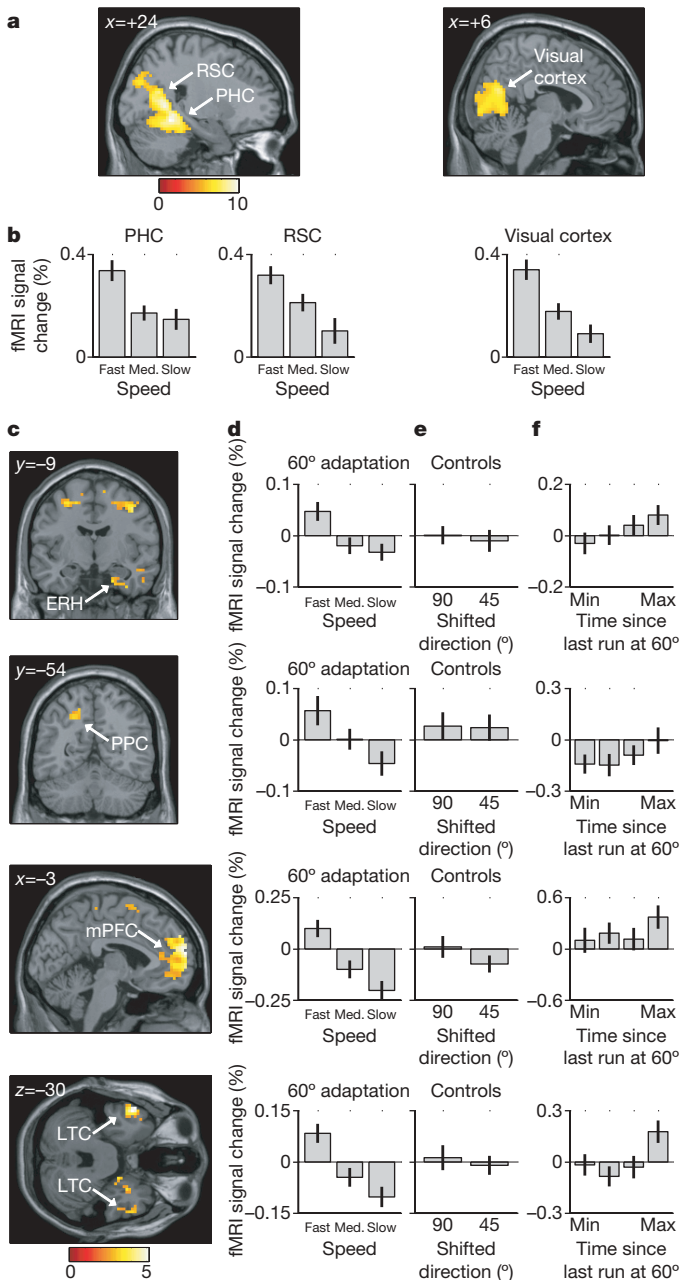 a
x=+24
RSC
PHC
0 10
x=+6
Visual
cortex
b
PHC
RSC
Visual cortex
fMRI signal
change (%)
0.4
0
Fast Med. Slow
Speed
0.4
0
Fast Med. Slow
Speed
0.4
0
Fast Med. Slow
Speed
c
d
e
f
y=–9
ERH
fMRI signal change (%)
60º adaptation
0.1
0
–0.1
Fast Med. Slow
Speed
Controls
90 45
Shifted
direction (º)
0.2
0
–0.2
Min Max
Time since
last run at 60º
y=–54
PPC
fMRI signal change (%)
60º adaptation
0.1
0
–0.1
Fast Med. Slow
Speed
Controls
90 45
Shifted
direction (º)
0.3
0
–0.3
Min Max
Time since
last run at 60º
x=–3
mPFC
fMRI signal change (%)
60º adaptation
0.25
0
–0.25
Fast Med. Slow
Speed
Controls
90 45
Shifted
direction (º)
0.6
0
–0.6
Min Max
Time since
last run at 60º
z=–30
LTC
LTC
0 5
fMRI signal change (%)
60º adaptation
0.15
0
–0.15
Fast Med. Slow
Speed
Controls
90 45
Shifted
direction (º)
0.3
0
–0.3
Min Max
Time since
last run at 60º